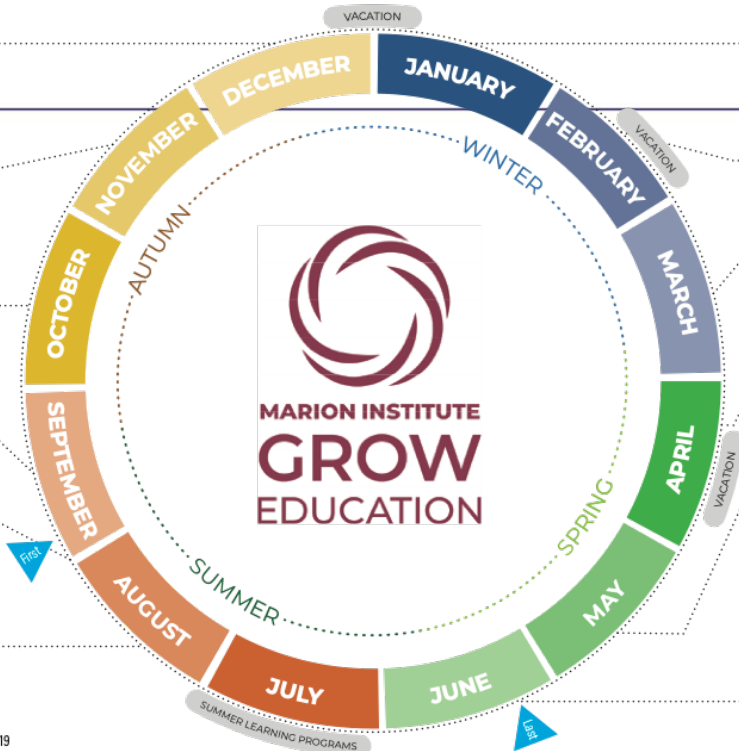 VACATION
DECEMBER
JANUARY
NOVEMBER
FEBRUARY
VACATION
WINTER
AUTUMN
OCTOBER
MARCH
MARION INSTITUTE
GROW
EDUCATION
SEPTEMBER
APRIL
VACATION
SPRING
First
SUMMER
AUGUST
MAY
JULY
JUNE
SUMMER LEARNING PROGRAMS
Last
19